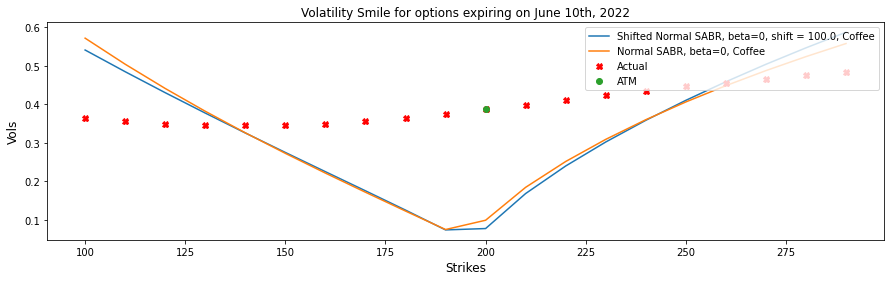 Volatility Smile for options expiring on June 10th, 2022
Shifted Normal SABR, beta=0, shift = 100.0, Coffee
Normal SABR, beta=0, Coffee
Actual
ATM
0.6
0.5
0.4
0.3
0.2
0.1
Vols
100
125
150
175
200
225
250
275
Strikes